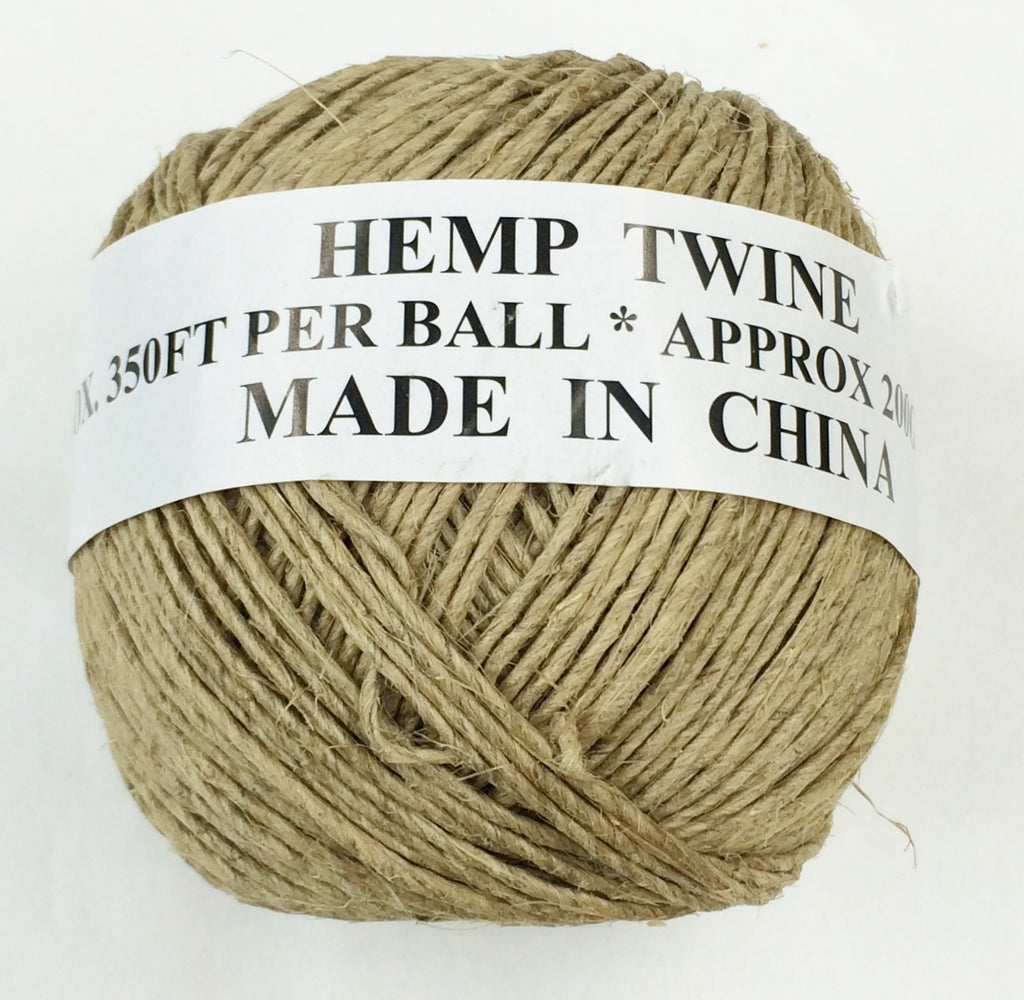 HEMP TWINE
350FT PER BALL * APPROX
MADE IN CHINA